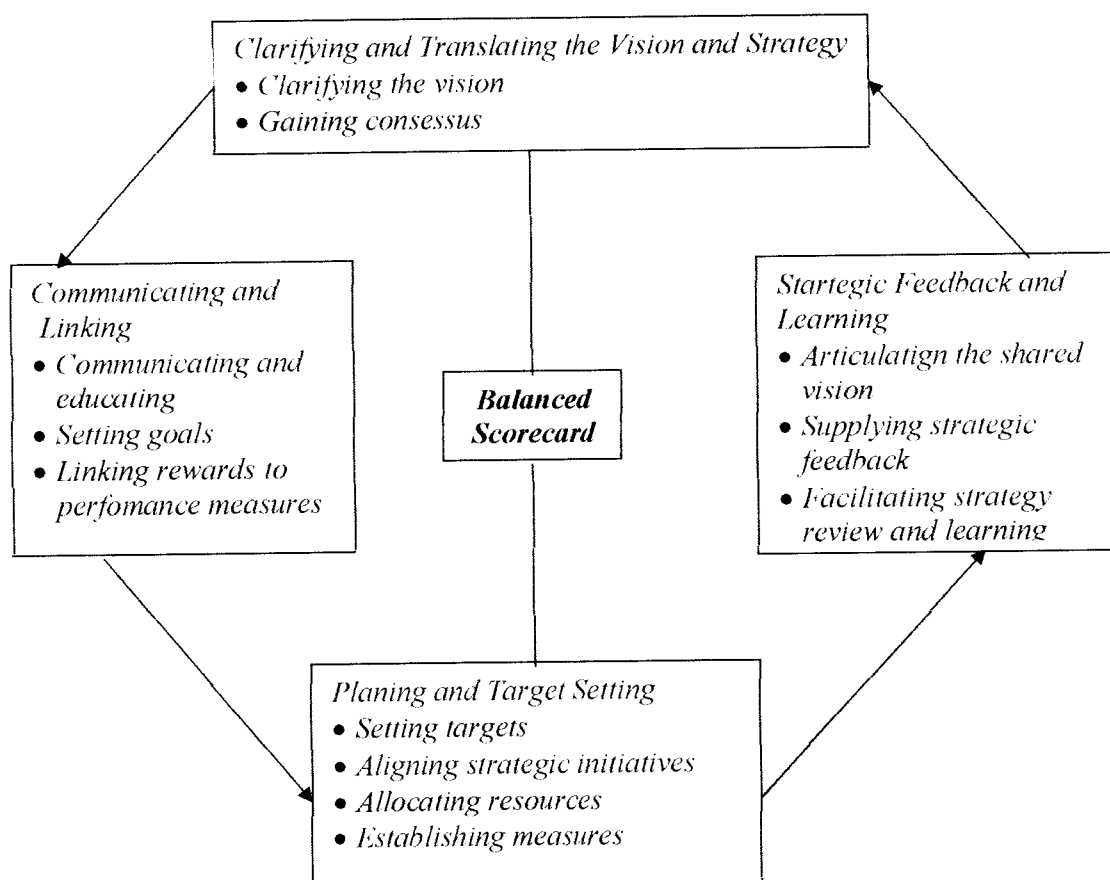 Clarifying and Translating the Vision and Strategy
• Clarifying the vision
• Gaining consessus
Communicating and
Linking
• Communicating and
educating
• Setting goals
• Linking rewards to
perfomance measures
Balanced
Scorecard
Startegic Feedback and
Learning
• Articulatign the shared
vision
• Supplying strategic
feedback
• Facilitating strategy
review and learning
Planing and Target Setting
• Setting targets
• Aligning strategic initiatives
• Allocating resources
• Establishing measures